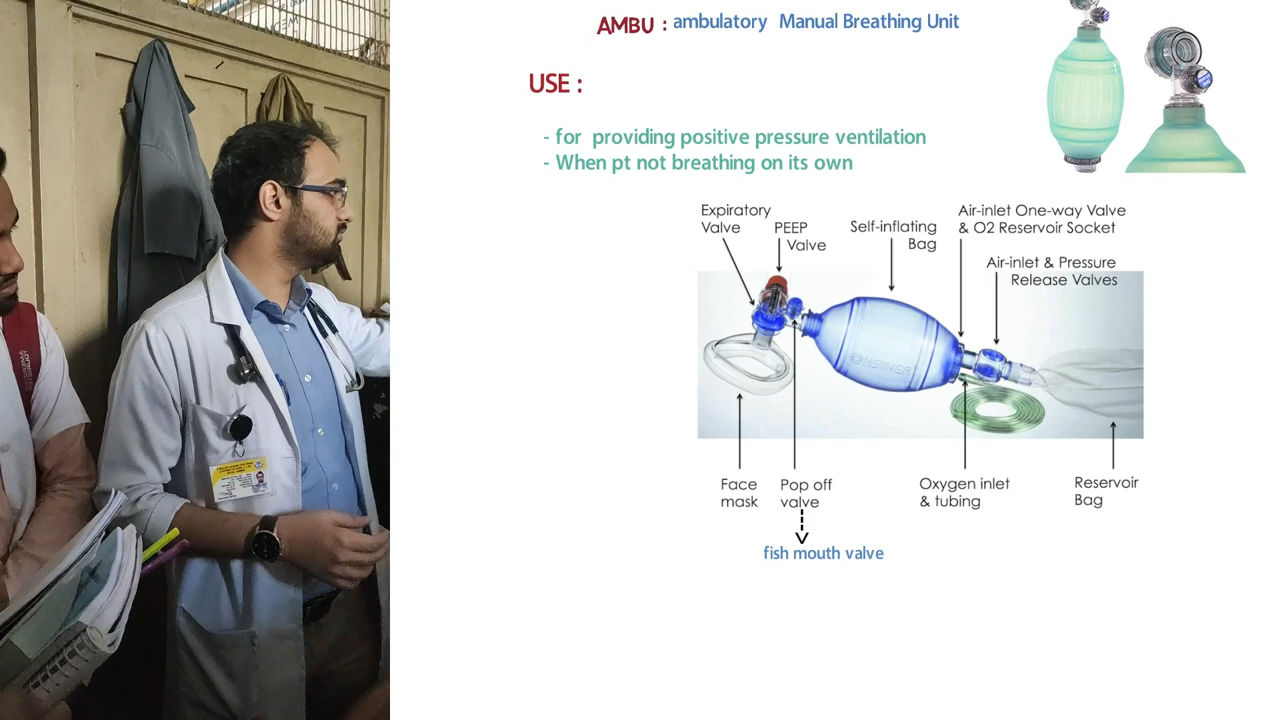 AMBU : ambulatory Manual Breathing Unit
USE :
- for providing positive pressure ventilation
- When pt not breathing on its own
Expiratory
Valve
PEEP
Valve
Self-inflating
Bag
Air-inlet One-way Valve
& O2 Reservoir Socket
Air-inlet & Pressure
Release Valves
HSINER
Face
mask
Pop off
valve
Oxygen inlet
& tubing
Reservoir
Bag
fish mouth valve